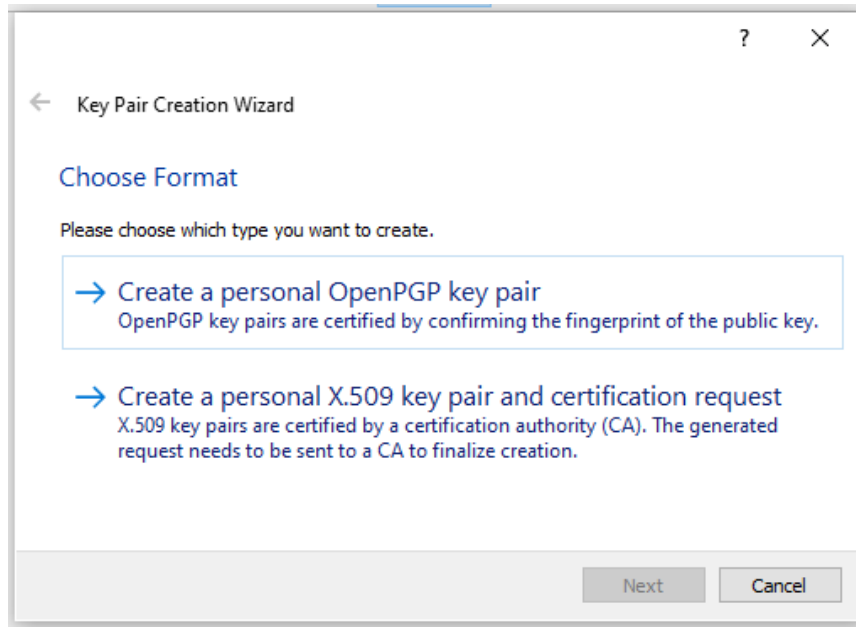 ?
Key Pair Creation Wizard
Choose Format
Please choose which type you want to create.
Create a personal OpenPGP key pair
OpenPGP key pairs are certified by confirming the fingerprint of the public key.
Create a personal X.509 key pair and certification request
X.509 key pairs are certified by a certification authority (CA). The generated
request needs to be sent to a CA to finalize creation.
Next
Cancel